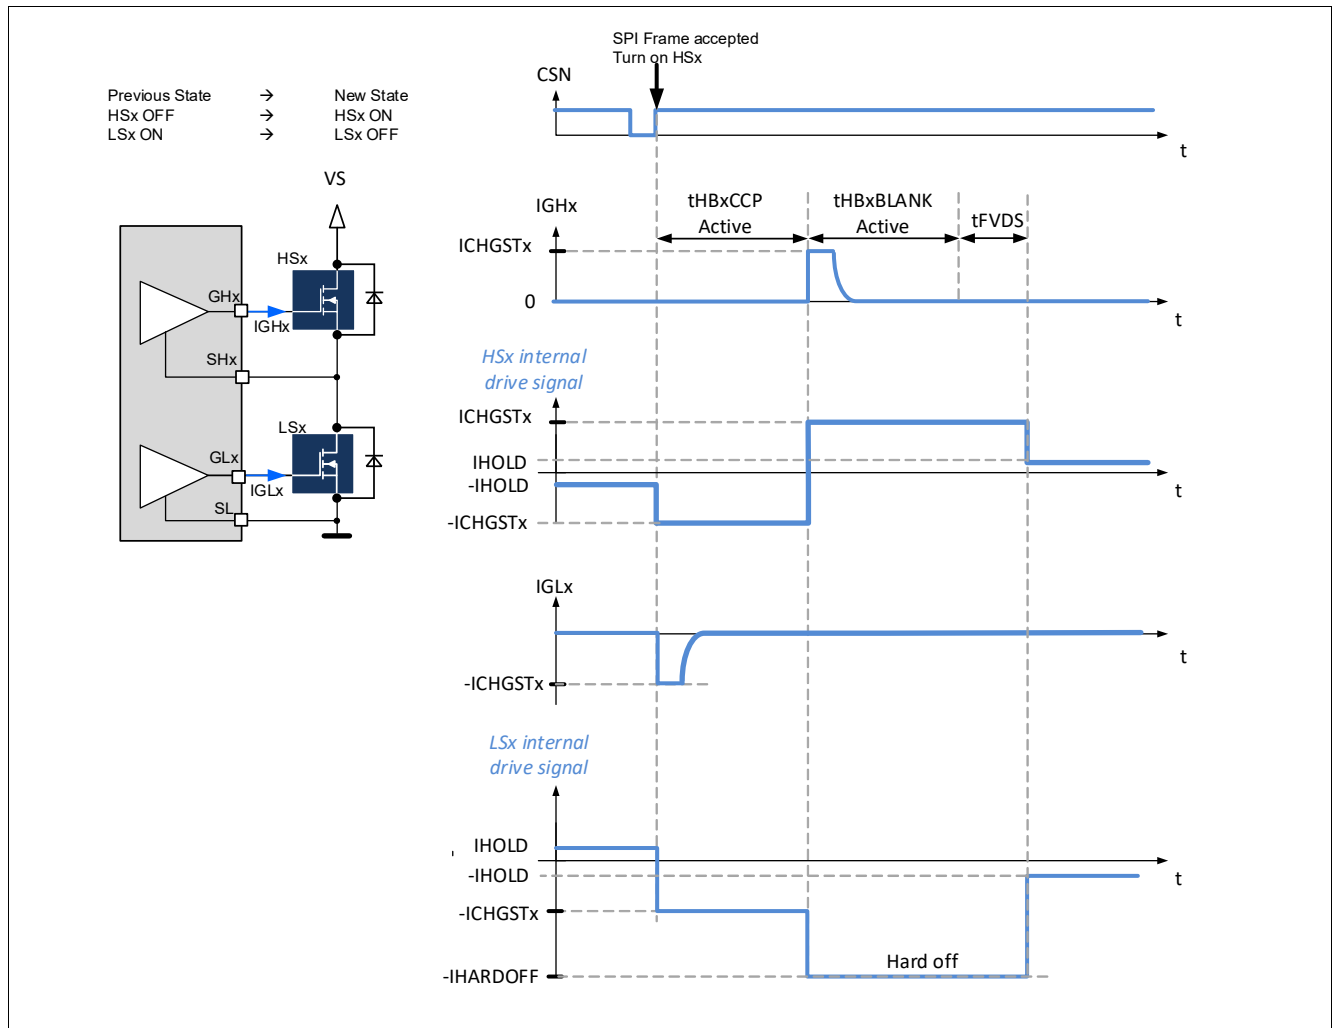 SPI Frame accepted
Turn on HSx
CSN
t
Previous State → New State
HSx OFF → HSx ON
LSx ON → LSx OFF
VS
HSx
GHx
IGHx
SHx
LSx
GLx
IGLx
SL
IGHx
tHBxCCP
Active
tHBxBLANK
Active
tFVDS
ICHGSTx
0
t
HSx internal
drive signal
ICHGSTx
IHOLD
-IHOLD
-ICHGSTx
t
IGLx
-ICHGSTx
t
LSx internal
drive signal
IHOLD
-IHOLD
-ICHGSTx
-IHARDOFF
Hard off
t